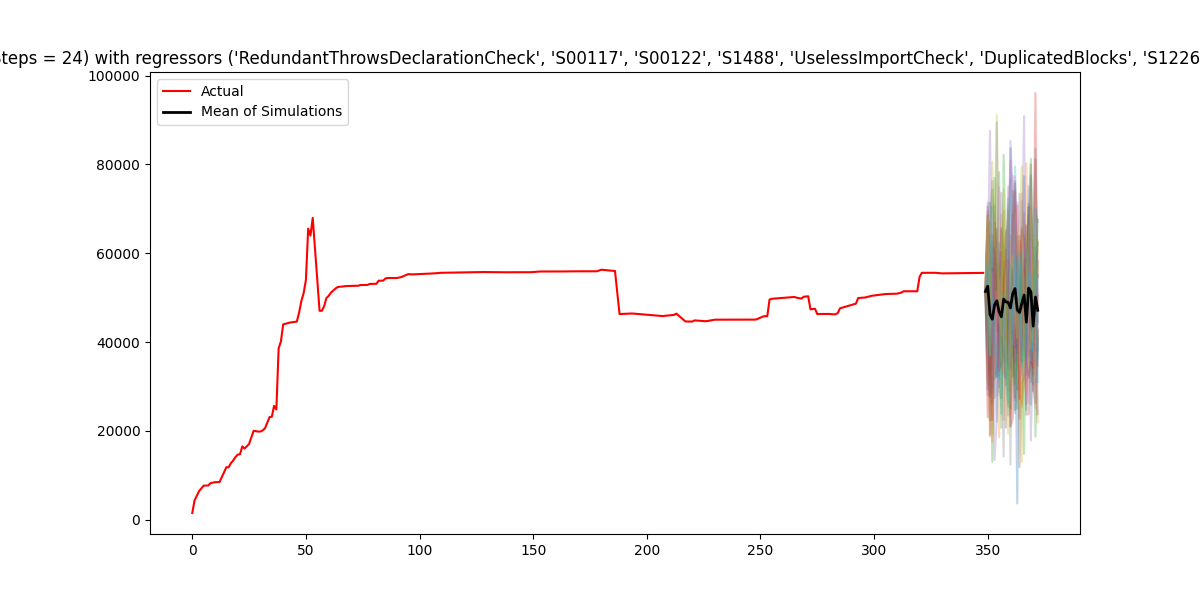 teps = 24) with regressors ('RedundantThrowsDeclarationCheck', 'S00117', 'S00122', 'S1488', 'UselessImportCheck', 'DuplicatedBlocks', 'S1226
Actual
Mean of Simulations
100000
80000
60000
40000
20000
0
0 50 100 150 200 250 300 350